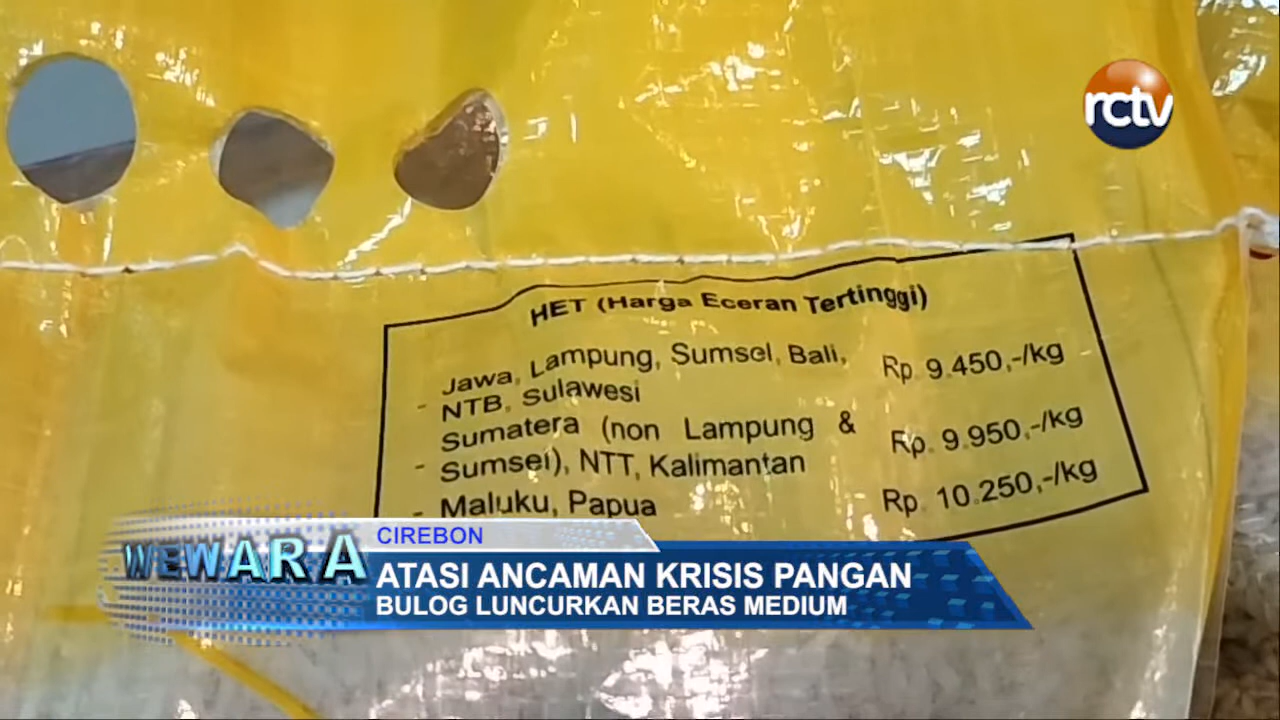 rctv
HET (Harga Eceran Tertinggi)
- Jawa, Lampung, Sumsel, Bali, NTB, Sulawesi Rp. 9.450,-/kg
- Sumatera (non Lampung & Sumsel), NTT, Kalimantan Rp. 9.950,-/kg
- Maluku, Papua Rp. 10.250,-/kg
WEWARA
CIREBON
ATASI ANCAMAN KRISIS PANGAN
BULOG LUNCURKAN BERAS MEDIUM